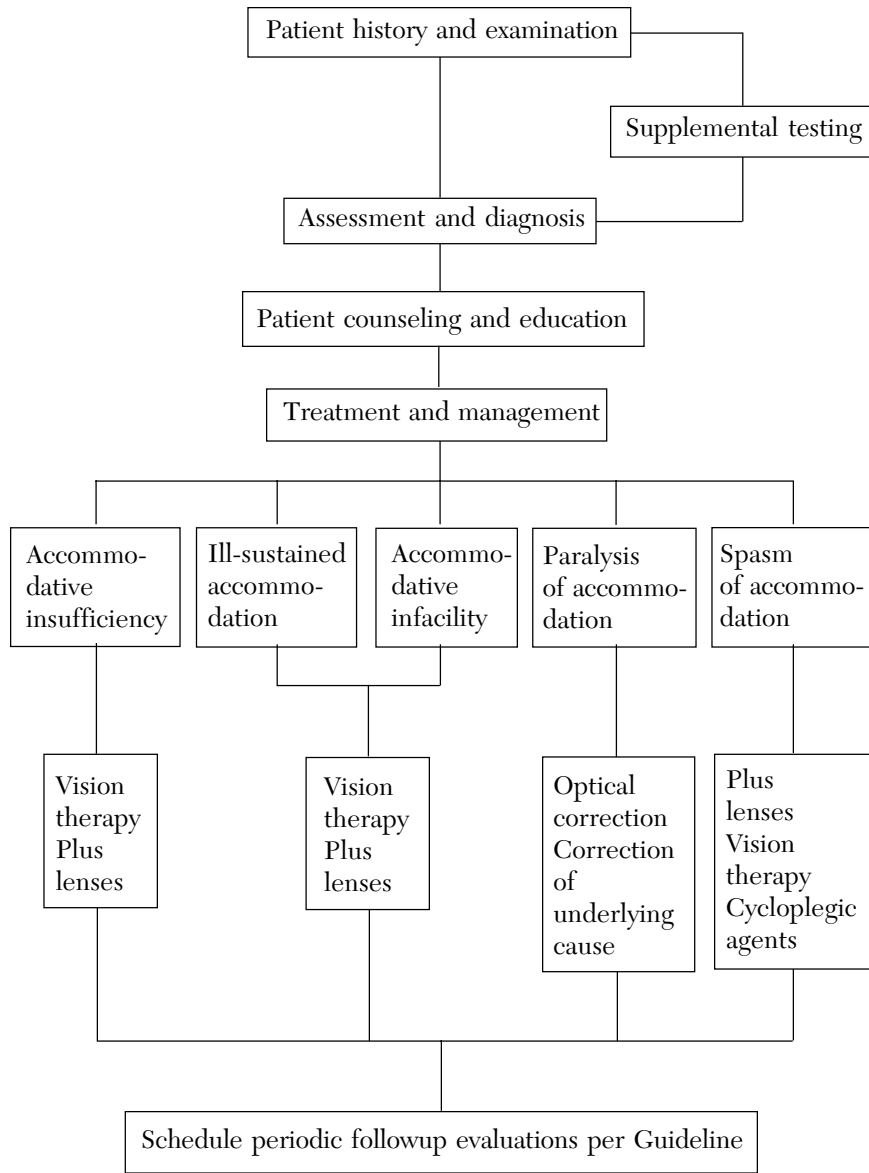 Patient history and examination
Supplemental testing
Assessment and diagnosis
Patient counseling and education
Treatment and management
Accommo-
dative
insufficiency
Ill-sustained
accommo-
dation
Accommo-
dative
infacility
Paralysis
of accommo-
dation
Spasm
of accommo-
dation
Vision
therapy
Plus
lenses
Vision
therapy
Plus
lenses
Optical
correction
Correction
of
underlying
cause
Plus
lenses
Vision
therapy
Cycloplegic
agents
Schedule periodic followup evaluations per Guideline